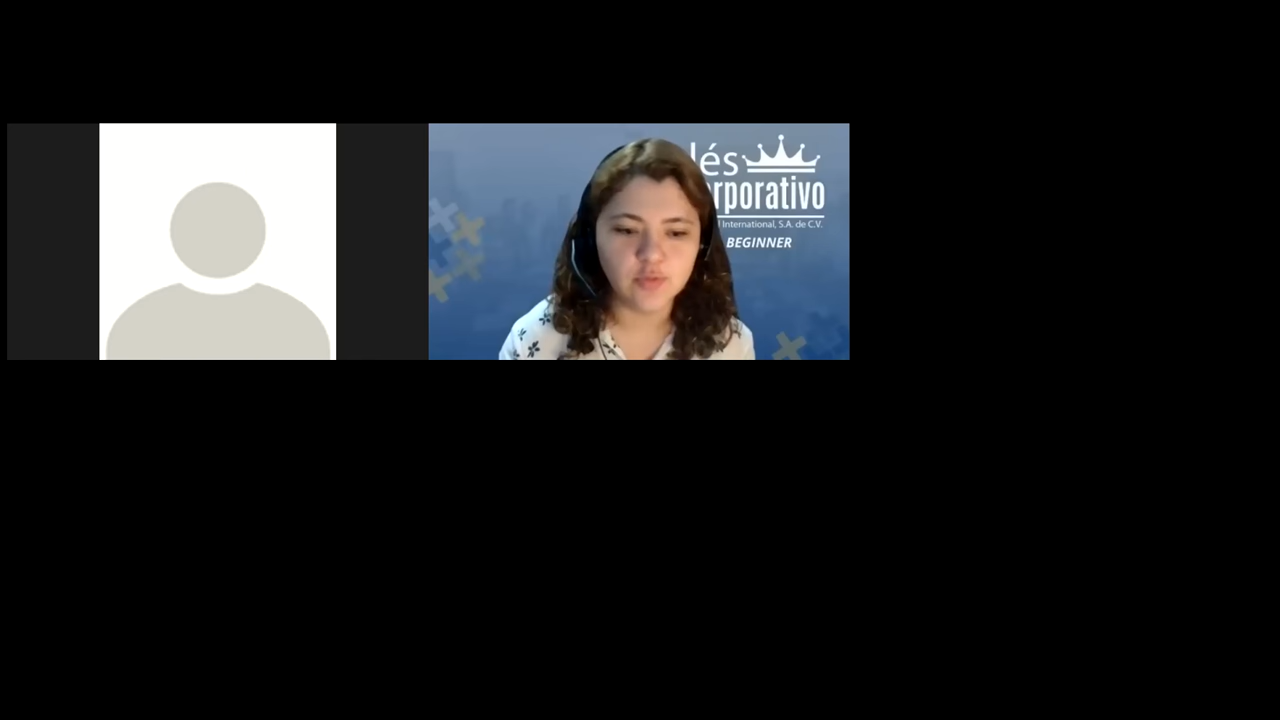 lés
rporativo
l International, S.A. de C.V.
BEGINNER